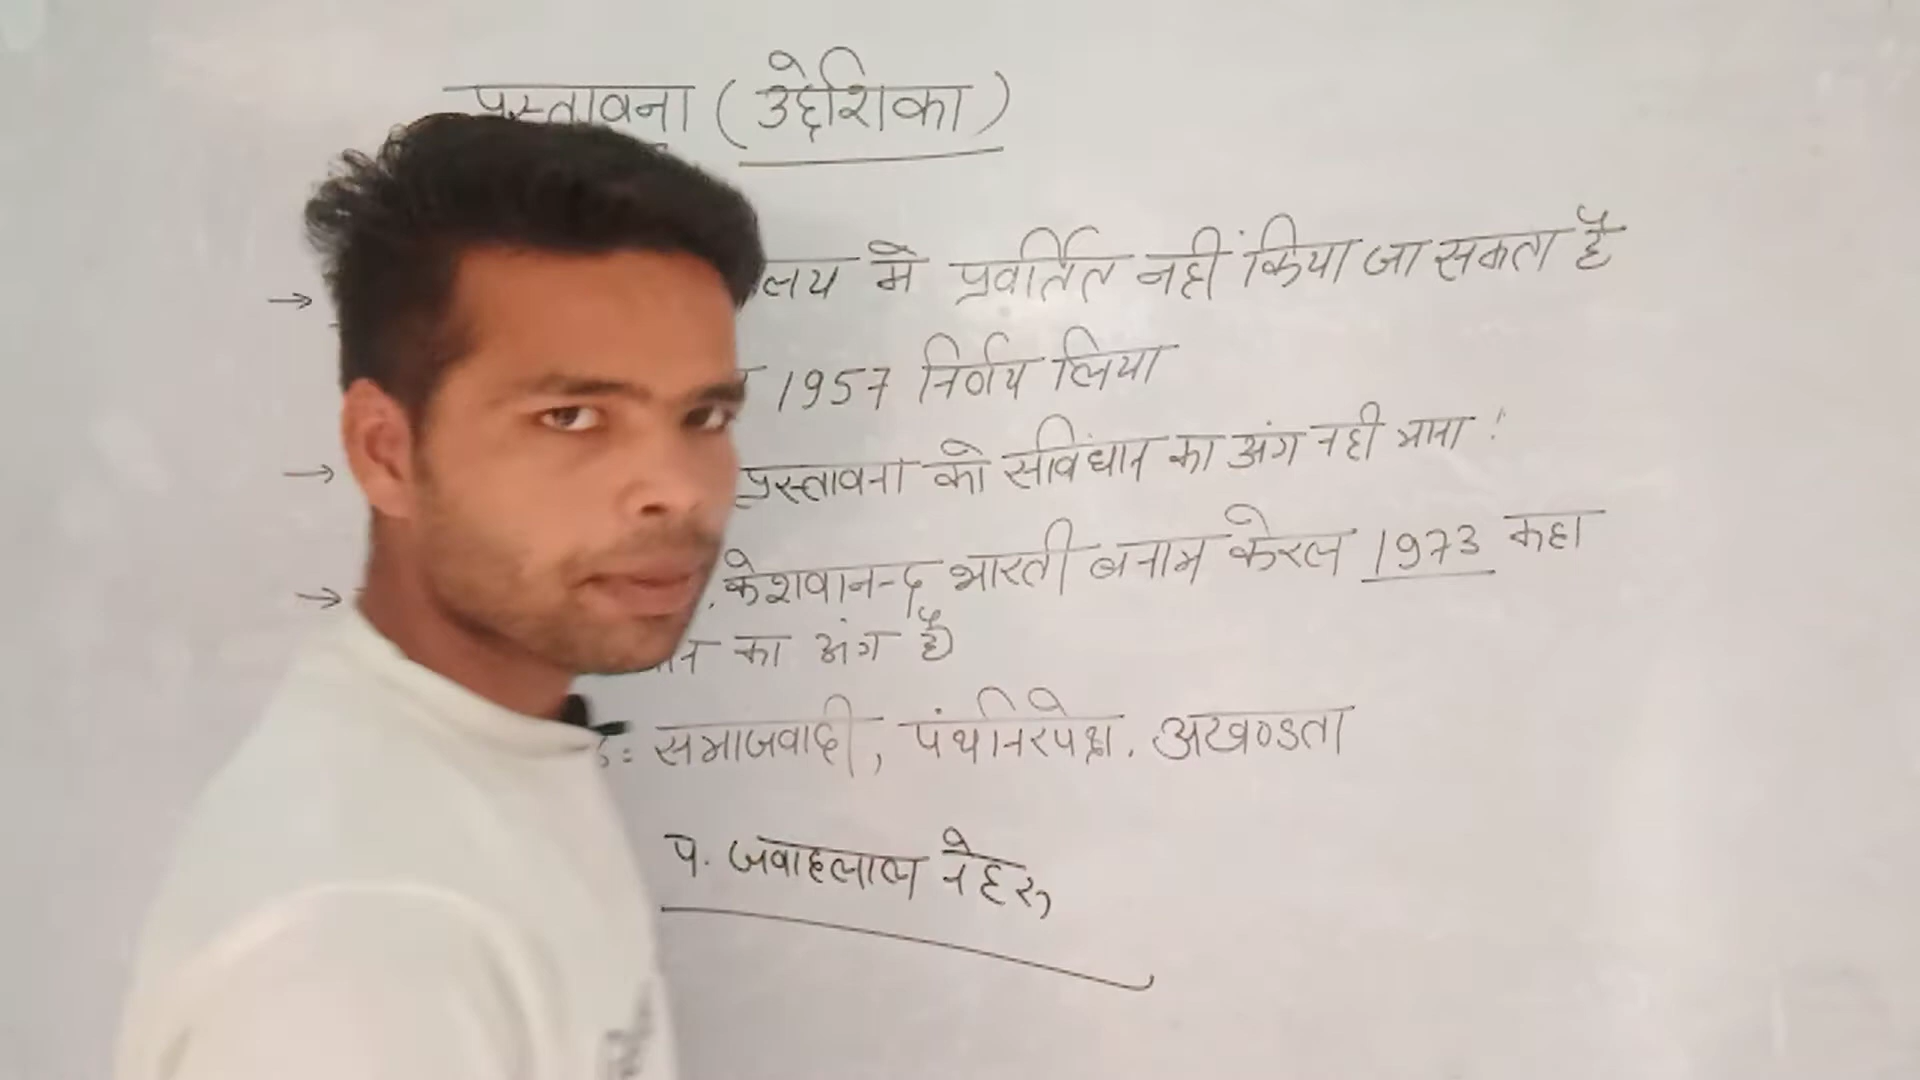 प्रस्तावना (उद्देशिका)
→ लय मे प्रवर्तित नहीं किया जा सकता है
1957 निर्णय लिया
→ प्रस्तावना को संविधान का अंग नही माना
→ केशवानन्द भारती बनाम केरल 1973 कहा
का अंग है
समाजवादी, पंथनिरपेक्ष. अखण्डता
प. जवाहलाल नेहरू